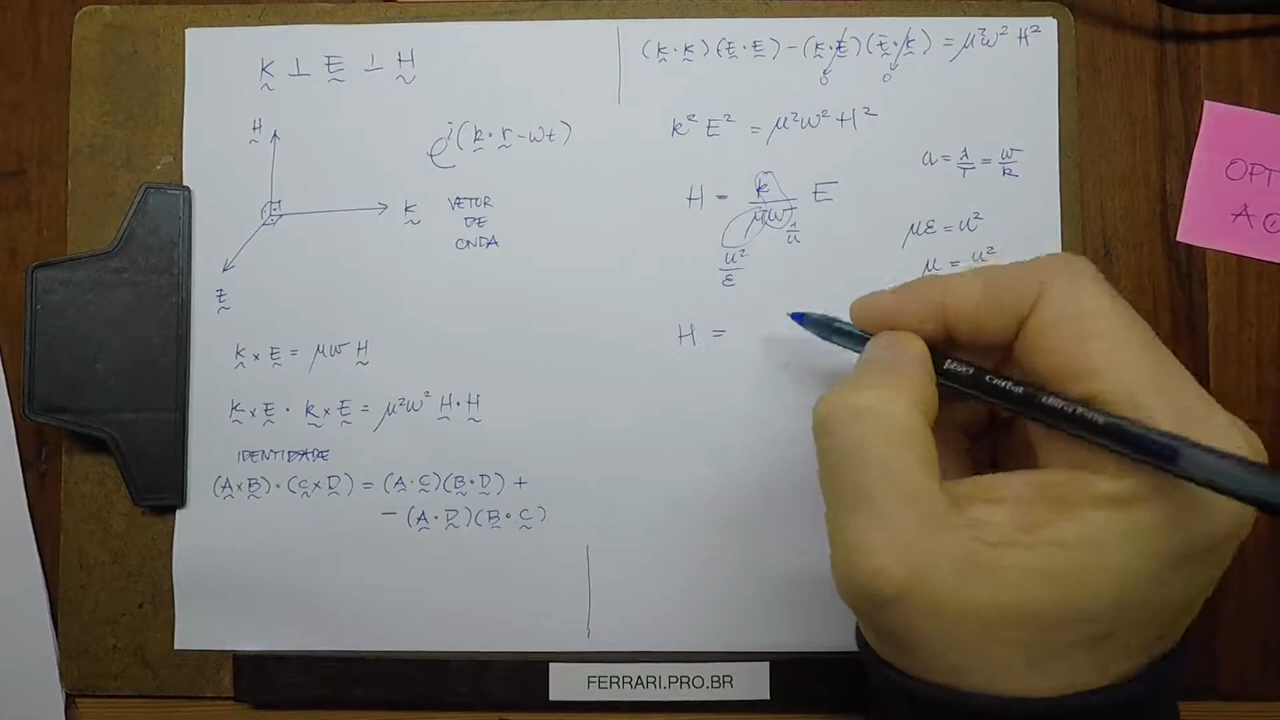 k ⊥ E ⊥ H
H
e^i(k·r-ωt)
k
VETOR
DE
ONDA
E
k × E = μω H
k × E · k × E = μ²ω² H·H
IDENTIDADE
(A×B)·(C×D) = (A·C)(B·D) +
- (A·D)(B·C)
(k·k)(E·E) - (k·E)(E·k) = μ²ω² H²
0 0
k² E² = μ²ω² H²
u = λ/T = ω/k
H = k/μω E
1/u
u²/ε
με = u²
μ = u²
H =
OPT
A
FERRARI.PRO.BR